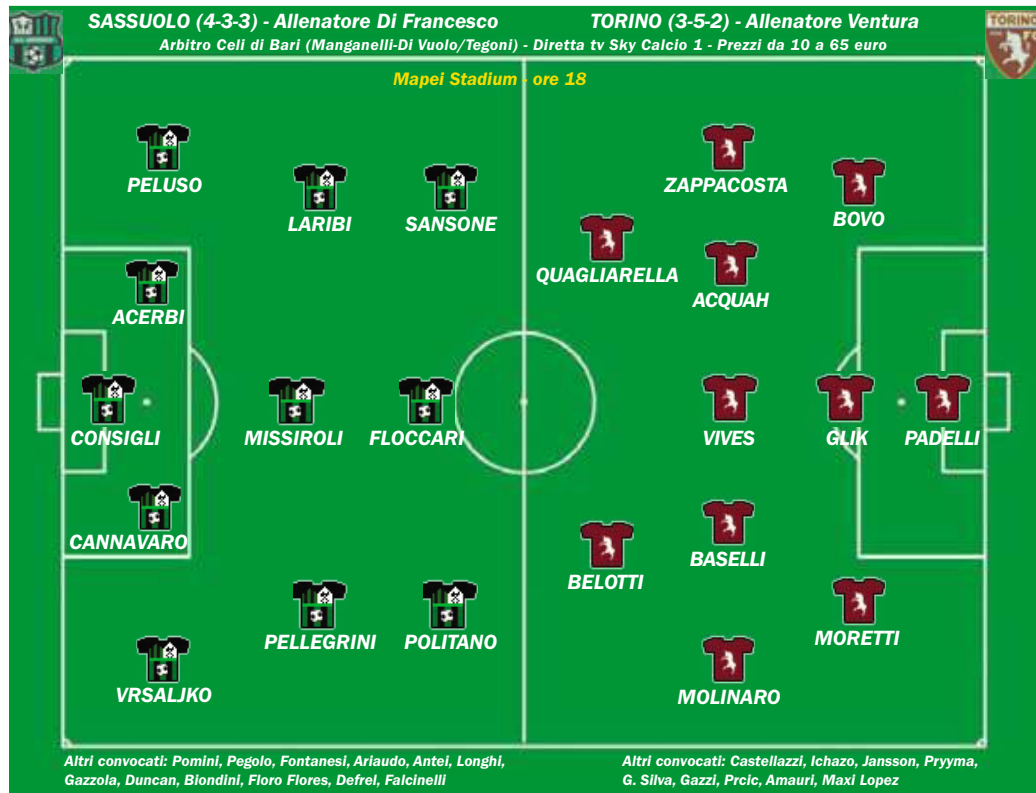 SASSUOLO (4-3-3) - Allenatore Di Francesco
TORINO (3-5-2) - Allenatore Ventura
Arbitro Celi di Bari (Manganelli-Di Vuolo/Tegoni) - Diretta tv Sky Calcio 1 - Prezzi da 10 a 65 euro
TORINO
FC
Mapei Stadium - ore 18
PELUSO
LARIBI
SANSONE
ACERBI
CONSIGLI
MISSIROLI
FLOCCARI
CANNAVARO
PELLEGRINI
POLITANO
VRSALJKO
ZAPPACOSTA
BOVO
QUAGLIARELLA
ACQUAH
VIVES
GLIK
PADELLI
BASELLI
BELOTTI
MORETTI
MOLINARO
Altri convocati: Pomini, Pegolo, Fontanesi, Ariaudo, Antei, Longhi,
Gazzola, Duncan, Biondini, Floro Flores, Defrel, Falcinelli
Altri convocati: Castellazzi, Ichazo, Jansson, Pryyma,
G. Silva, Gazzi, Prcic, Amauri, Maxi Lopez